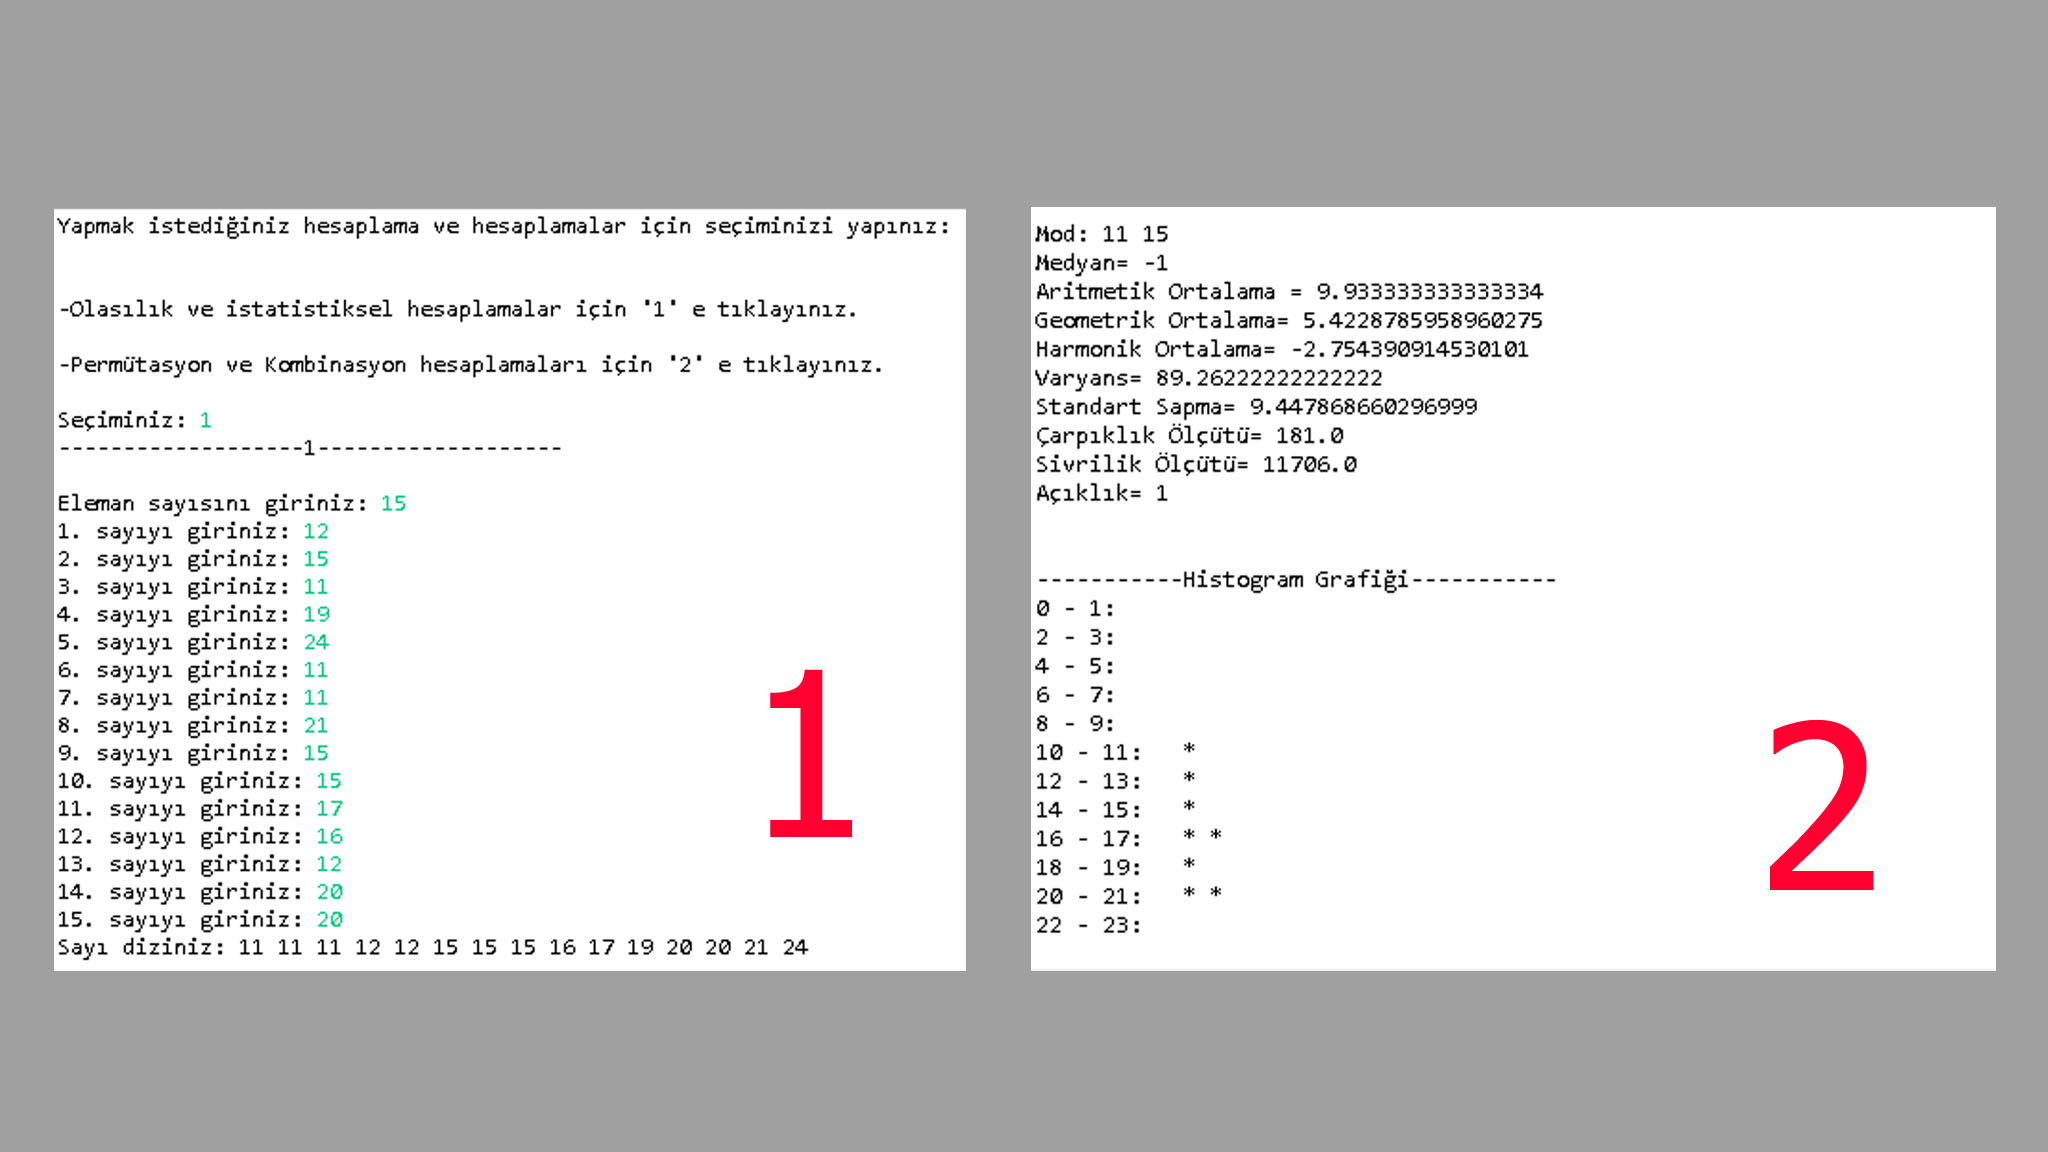 Yapmak istediğiniz hesaplama ve hesaplamalar için seçiminizi yapınız:
-Olasılık ve istatistiksel hesaplamalar için '1' e tıklayınız.
-Permütasyon ve Kombinasyon hesaplamaları için '2' e tıklayınız.
Seçiminiz: 1
-------------------1-------------------
Eleman sayısını giriniz: 15
1. sayıyı giriniz: 12
2. sayıyı giriniz: 15
3. sayıyı giriniz: 11
4. sayıyı giriniz: 19
5. sayıyı giriniz: 24
6. sayıyı giriniz: 11
7. sayıyı giriniz: 11
8. sayıyı giriniz: 21
9. sayıyı giriniz: 15
10. sayıyı giriniz: 15
11. sayıyı giriniz: 17
12. sayıyı giriniz: 16
13. sayıyı giriniz: 12
14. sayıyı giriniz: 20
15. sayıyı giriniz: 20
Sayı diziniz: 11 11 11 12 12 15 15 15 16 17 19 20 20 21 24
1
Mod: 11 15
Medyan= -1
Aritmetik Ortalama = 9.933333333333334
Geometrik Ortalama= 5.4228785958960275
Harmonik Ortalama= -2.754390914530101
Varyans= 89.26222222222222
Standart Sapma= 9.447868660296999
Çarpıklık Ölçütü= 181.0
Sivrilik Ölçütü= 11706.0
Açıklık= 1
-----------Histogram Grafiği-----------
0 - 1:
2 - 3:
4 - 5:
6 - 7:
8 - 9:
10 - 11: *
12 - 13: *
14 - 15: *
16 - 17: * *
18 - 19: *
20 - 21: * *
22 - 23:
2